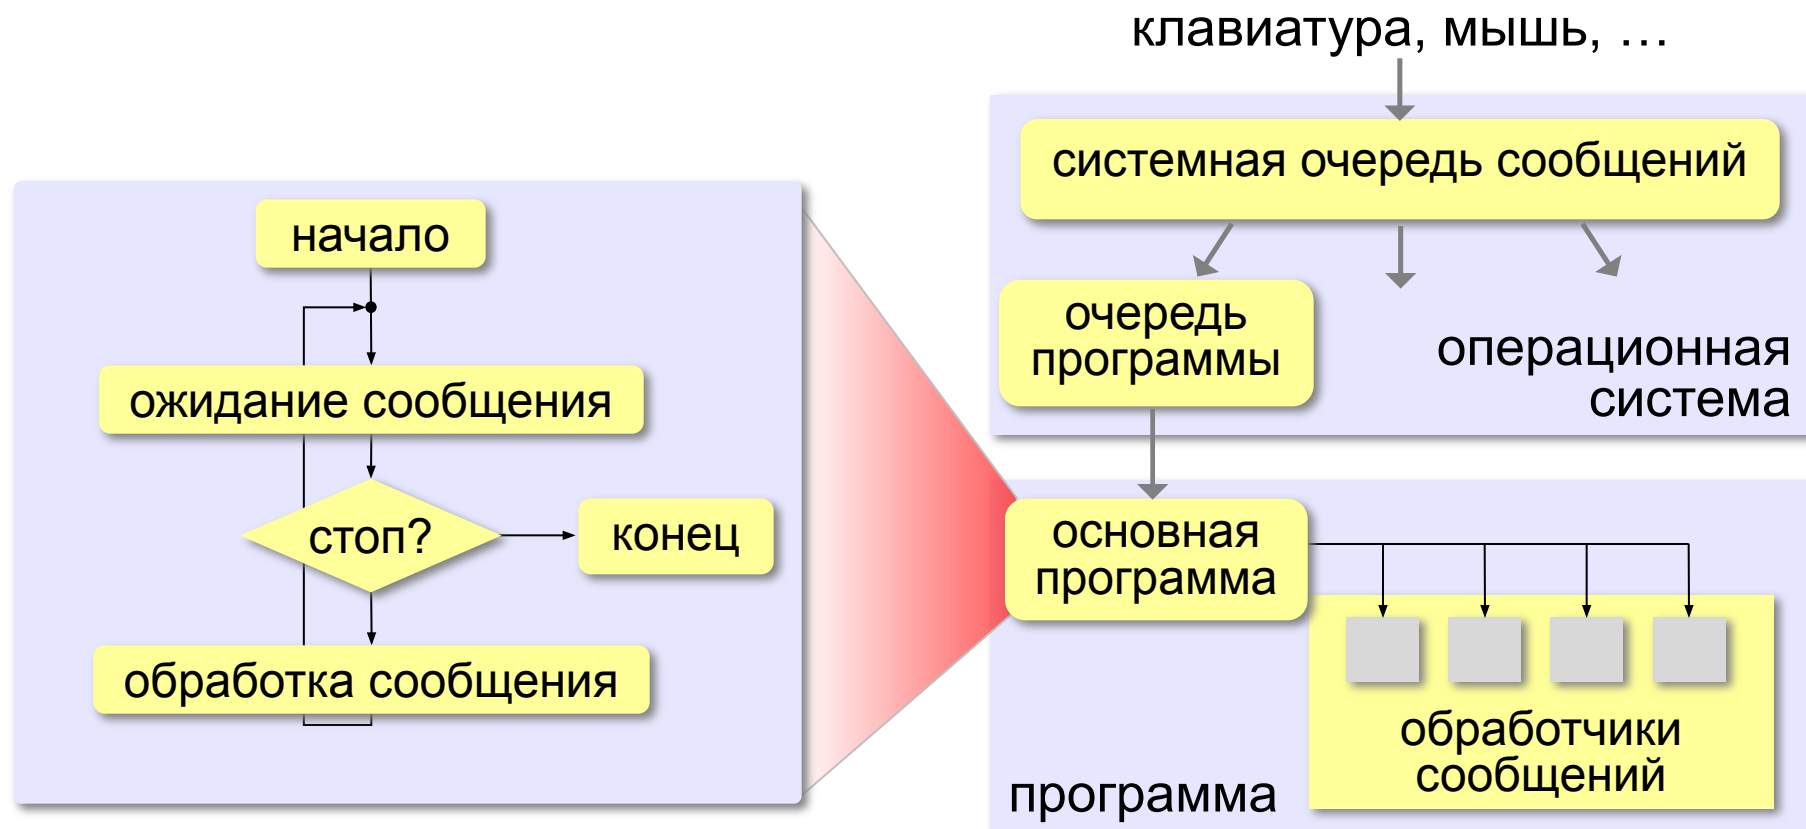 клавиатура, мышь, …
системная очередь сообщений
очередь
программы
операционная
система
начало
ожидание сообщения
стоп?
конец
обработка сообщения
основная
программа
обработчики
сообщений
программа